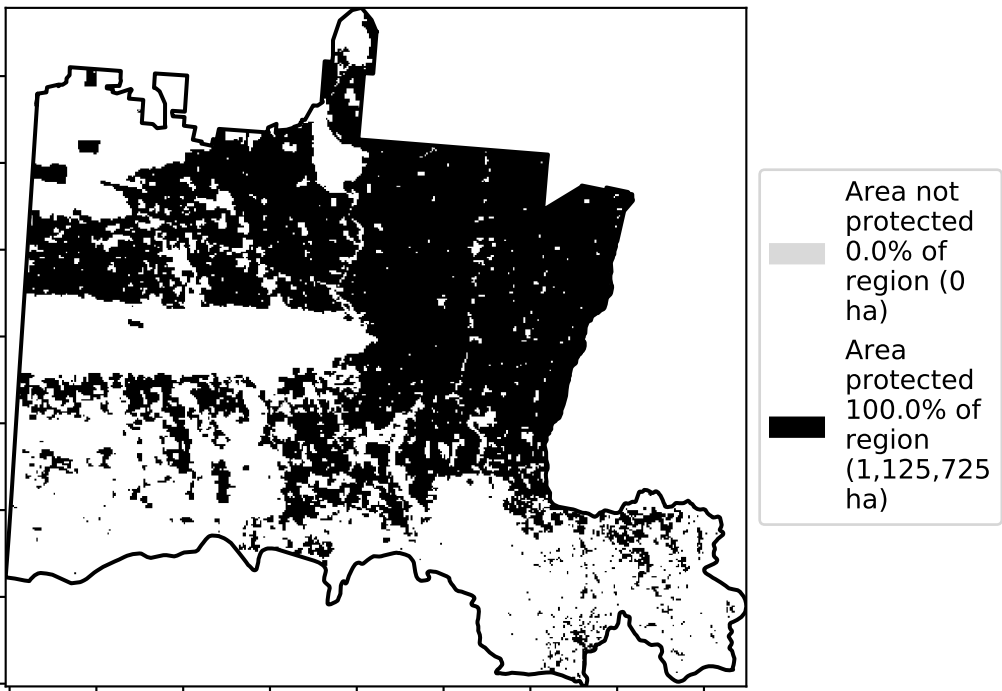 Area not
protected
0.0% of
region (0
ha)
Area
protected
100.0% of
region
(1,125,725
ha)